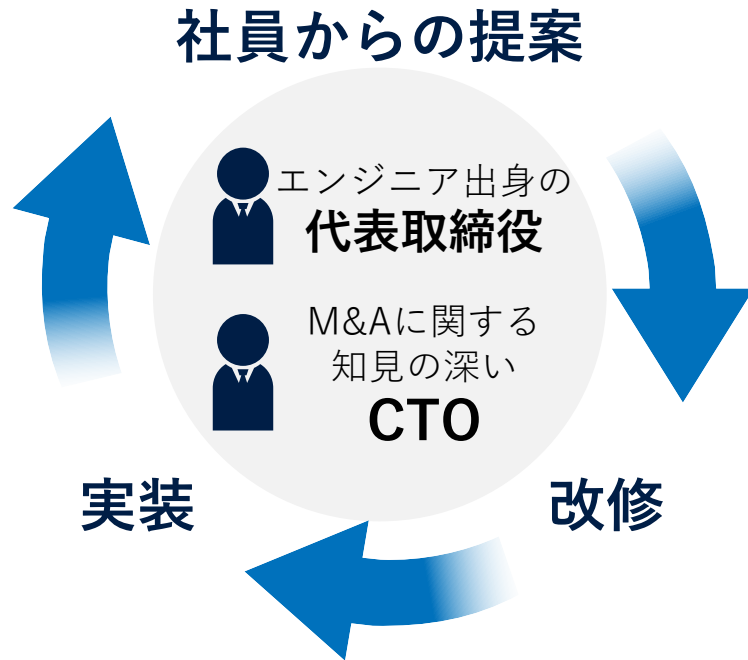 社員からの提案
エンジニア出身の
代表取締役
M&Aに関する
知見の深い
CTO
実装
改修